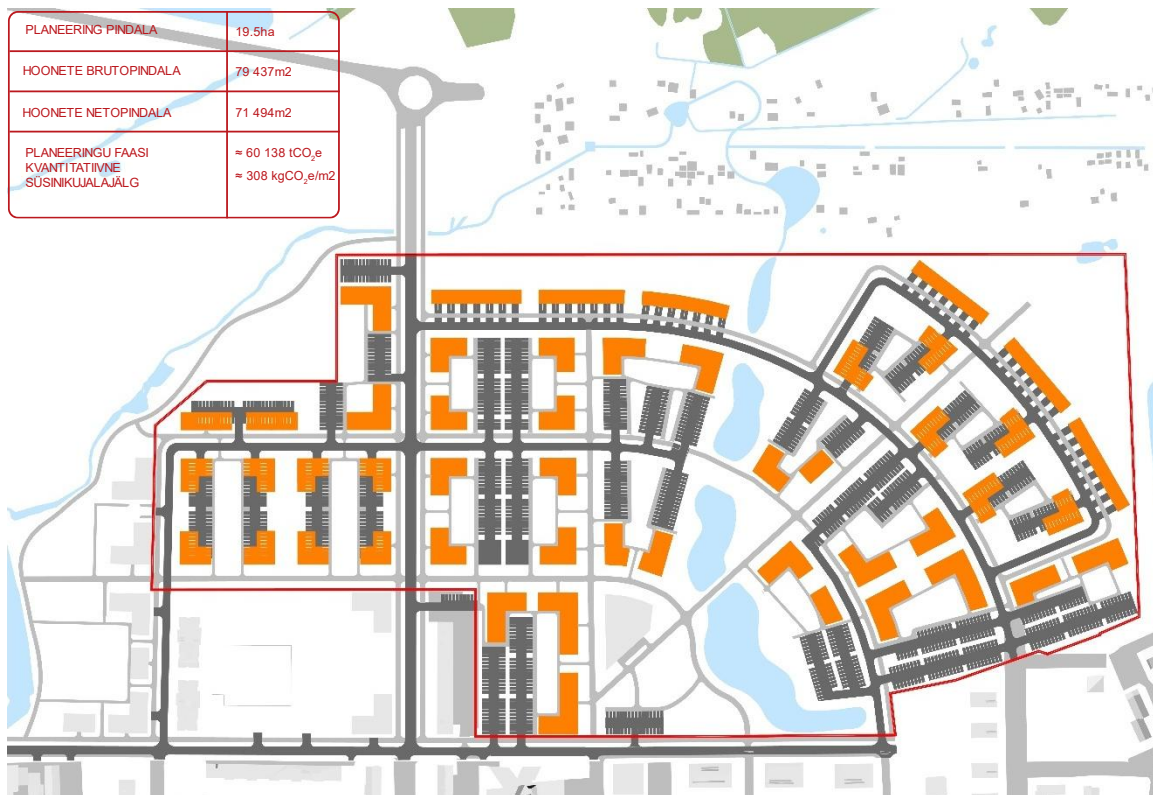 PLANEERING PINDALA 19.5ha
HOONETE BRUTOPINDALA 79 437m2
HOONETE NETOPINDALA 71 494m2
PLANEERINGU FAASI
KVANTITATIIVNE
SÜSINIKUJALAJÄLG
≈ 60 138 tCO₂e
≈ 308 kgCO₂e/m2